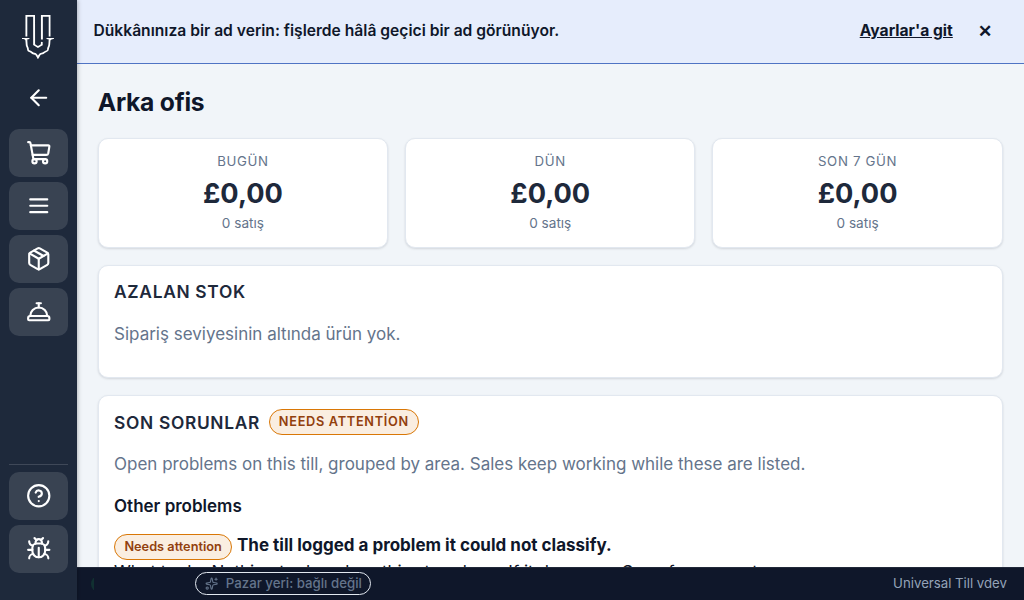 Dükkânınıza bir ad verin: fişlerde hâlâ geçici bir ad görünüyor.
Ayarlar'a git
Arka ofis
BUGÜN
£0,00
0 satış
DÜN
£0,00
0 satış
SON 7 GÜN
£0,00
0 satış
AZALAN STOK
Sipariş seviyesinin altında ürün yok.
SON SORUNLAR NEEDS ATTENTİON
Open problems on this till, grouped by area. Sales keep working while these are listed.
Other problems
Needs attention The till logged a problem it could not classify.
Pazar yeri: bağlı değil
Universal Till vdev